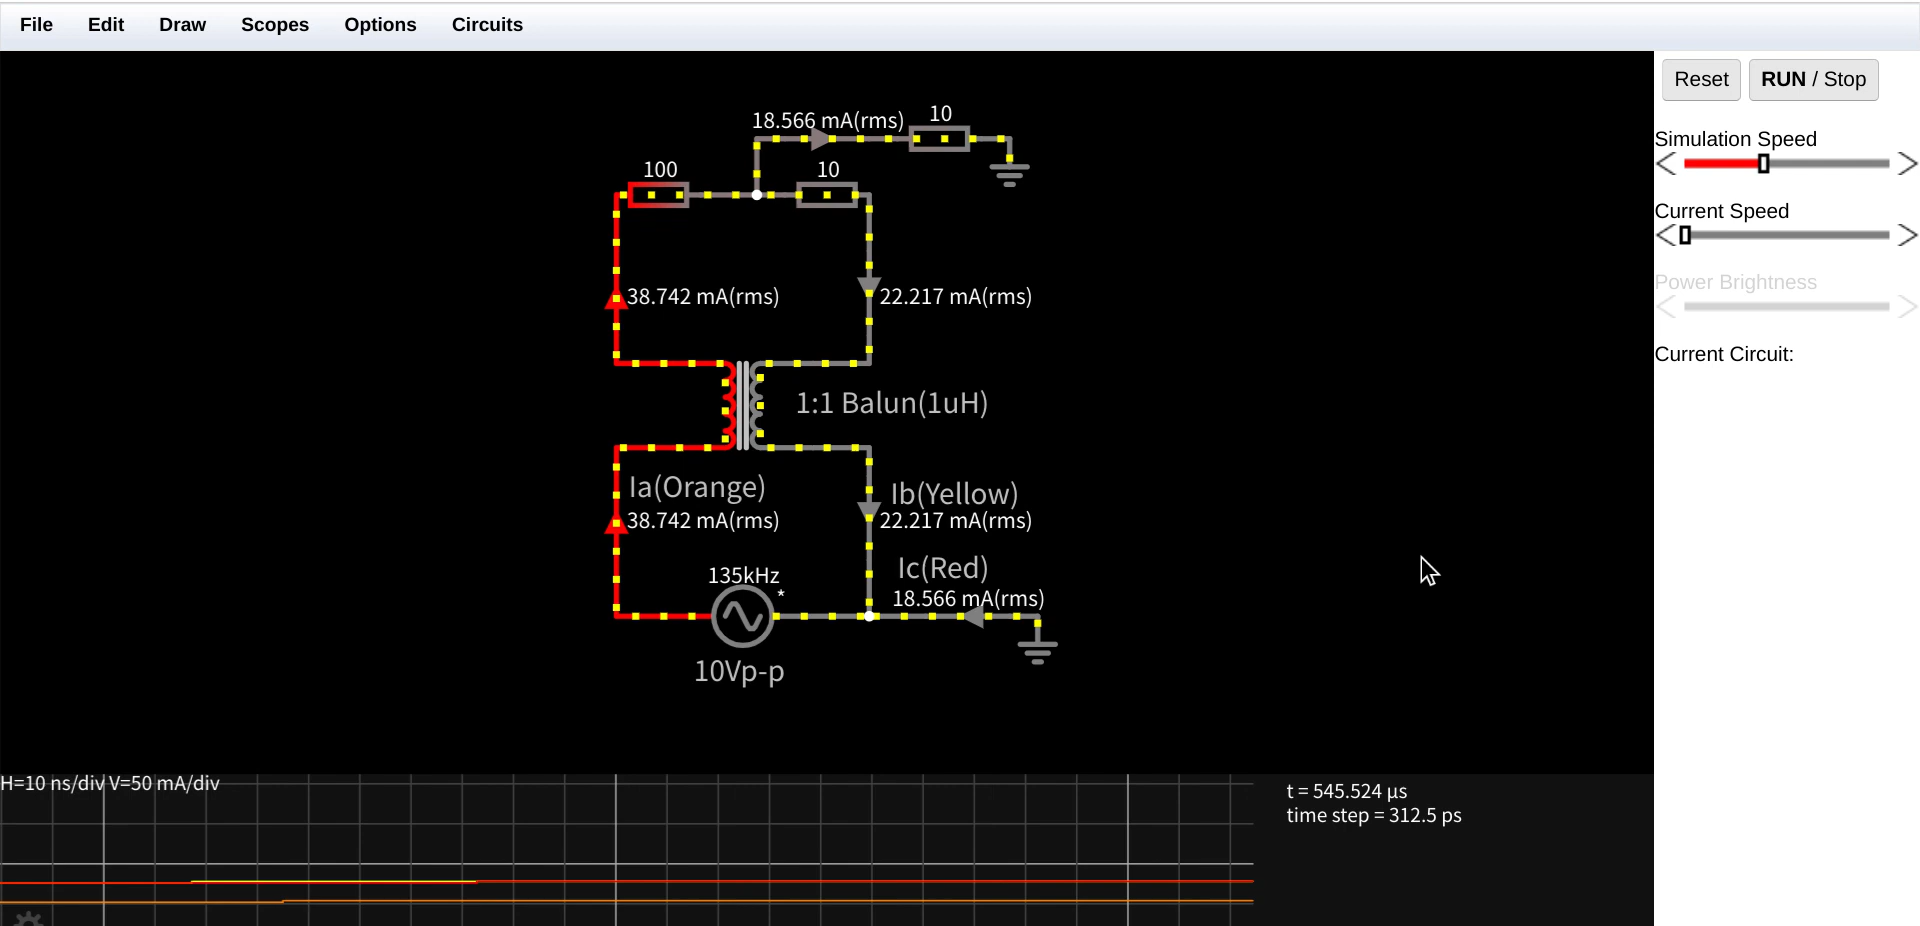 File Edit Draw Scopes Options Circuits
Reset RUN / Stop
Simulation Speed
Current Speed
Power Brightness
Current Circuit:
18.566 mA(rms) 10
100 10
38.742 mA(rms) 22.217 mA(rms)
1:1 Balun(1uH)
Ia(Orange) Ib(Yellow)
38.742 mA(rms) 22.217 mA(rms)
Ic(Red)
135kHz 18.566 mA(rms)
*
10Vp-p
H=10 ns/div V=50 mA/div
t = 545.524 µs
time step = 312.5 ps